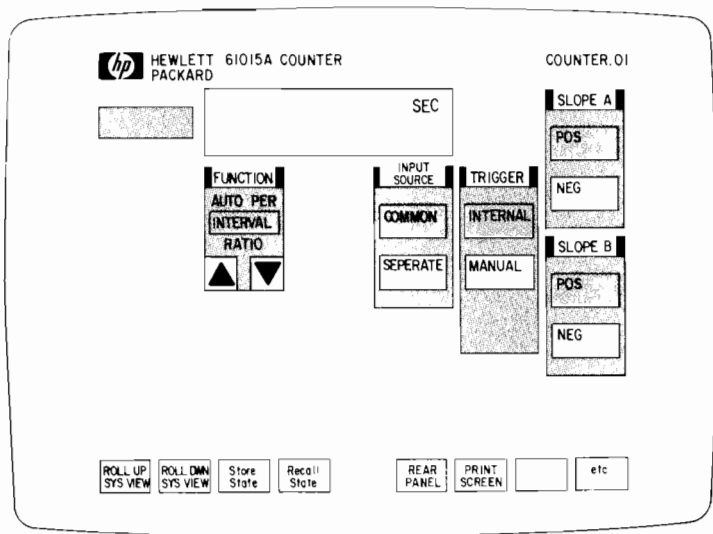 hp HEWLETT 61015A COUNTER
PACKARD
COUNTER.01
SEC
SLOPE A
POS
NEG
FUNCTION
AUTO PER
INTERVAL
RATIO
INPUT
SOURCE
COMMON
SEPERATE
TRIGGER
INTERNAL
MANUAL
SLOPE B
POS
NEG
ROLL UP
SYS VIEW
ROLL DWN
SYS VIEW
Store
State
Recall
State
REAR
PANEL
PRINT
SCREEN
etc